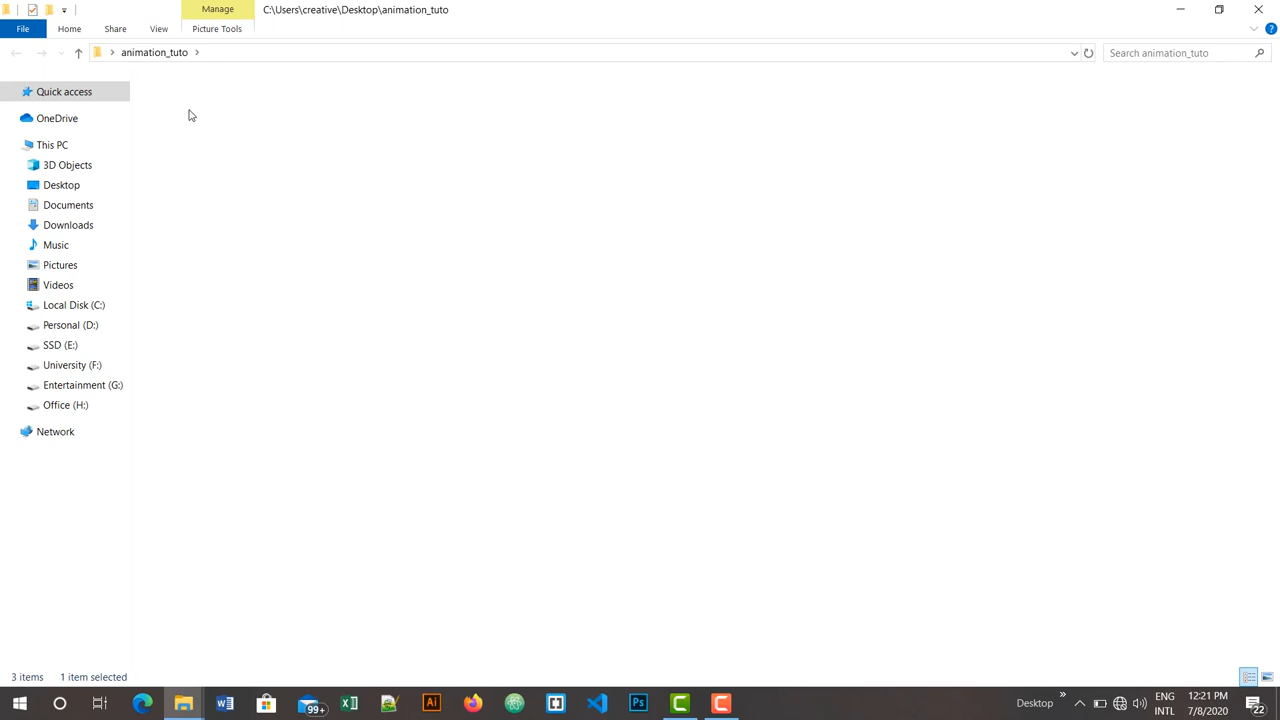 Manage
C:\Users\creative\Desktop\animation_tuto
File
Home
Share
View
Picture Tools
animation_tuto
Search animation_tuto
Quick access
OneDrive
This PC
3D Objects
Desktop
Documents
Downloads
Music
Pictures
Videos
Local Disk (C:)
Personal (D:)
SSD (E:)
University (F:)
Entertainment (G:)
Office (H:)
Network
3 items
1 item selected
99+
Ai
Ps
Desktop
ENG
INTL
12:21 PM
7/8/2020
22